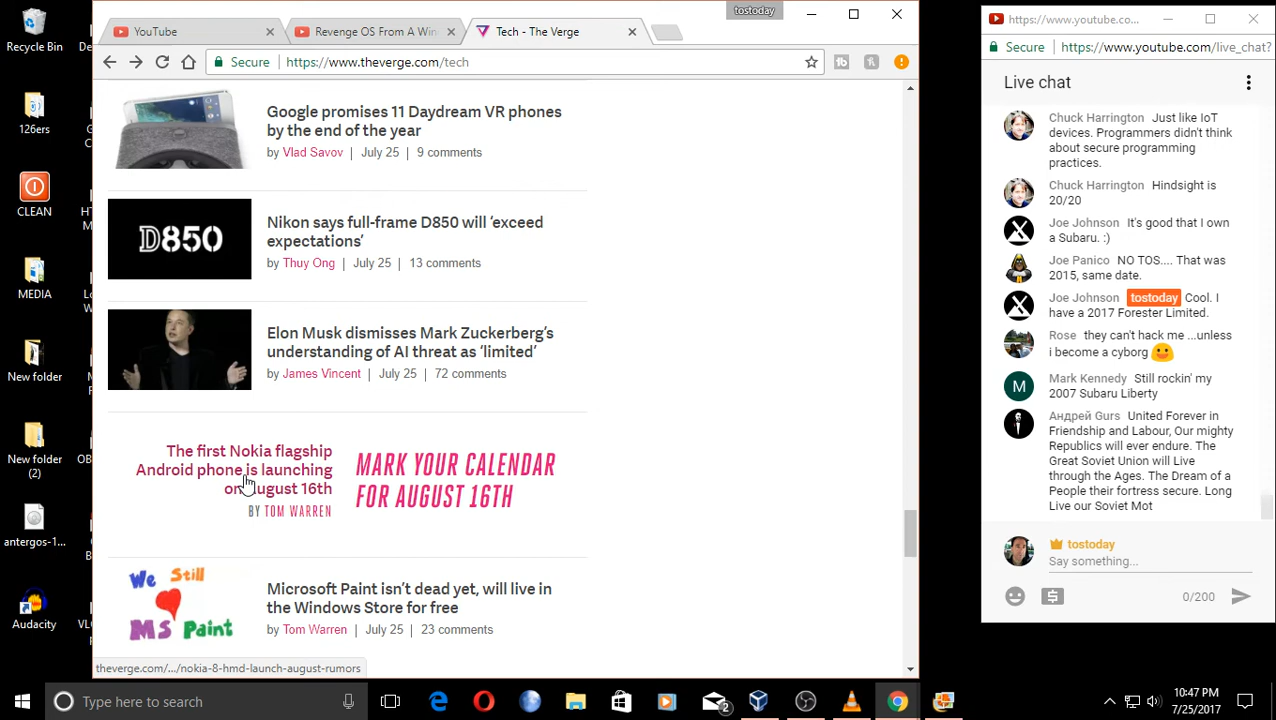 Recycle Bin
126ers
CLEAN
MEDIA
New folder
New folder
(2)
antergos-1...
Audacity
tostoday
YouTube
Revenge OS From A Win
Tech - The Verge
Secure
https://www.theverge.com/tech
Google promises 11 Daydream VR phones
by the end of the year
by Vlad Savov | July 25 | 9 comments
D850
Nikon says full-frame D850 will ‘exceed
expectations’
by Thuy Ong | July 25 | 13 comments
Elon Musk dismisses Mark Zuckerberg’s
understanding of AI threat as ‘limited’
by James Vincent | July 25 | 72 comments
The first Nokia flagship
Android phone is launching
on August 16th
BY TOM WARREN
MARK YOUR CALENDAR
FOR AUGUST 16TH
We Still
MS Paint
Microsoft Paint isn’t dead yet, will live in
the Windows Store for free
by Tom Warren | July 25 | 23 comments
theverge.com/.../nokia-8-hmd-launch-august-rumors
https://www.youtube.co...
Secure
https://www.youtube.com/live_chat?
Live chat
Chuck Harrington Just like IoT
devices. Programmers didn't think
about secure programming
practices.
Chuck Harrington Hindsight is
20/20
Joe Johnson It's good that I own
a Subaru. :)
Joe Panico NO TOS.... That was
2015, same date.
Joe Johnson tostoday Cool. I
have a 2017 Forester Limited.
Rose they can't hack me ...unless
i become a cyborg
M
Mark Kennedy Still rockin' my
2007 Subaru Liberty
Андрей Gurs United Forever in
Friendship and Labour, Our mighty
Republics will ever endure. The
Great Soviet Union will Live
through the Ages. The Dream of a
People their fortress secure. Long
Live our Soviet Mot
tostoday
Say something...
0/200
Type here to search
2
10:47 PM
7/25/2017